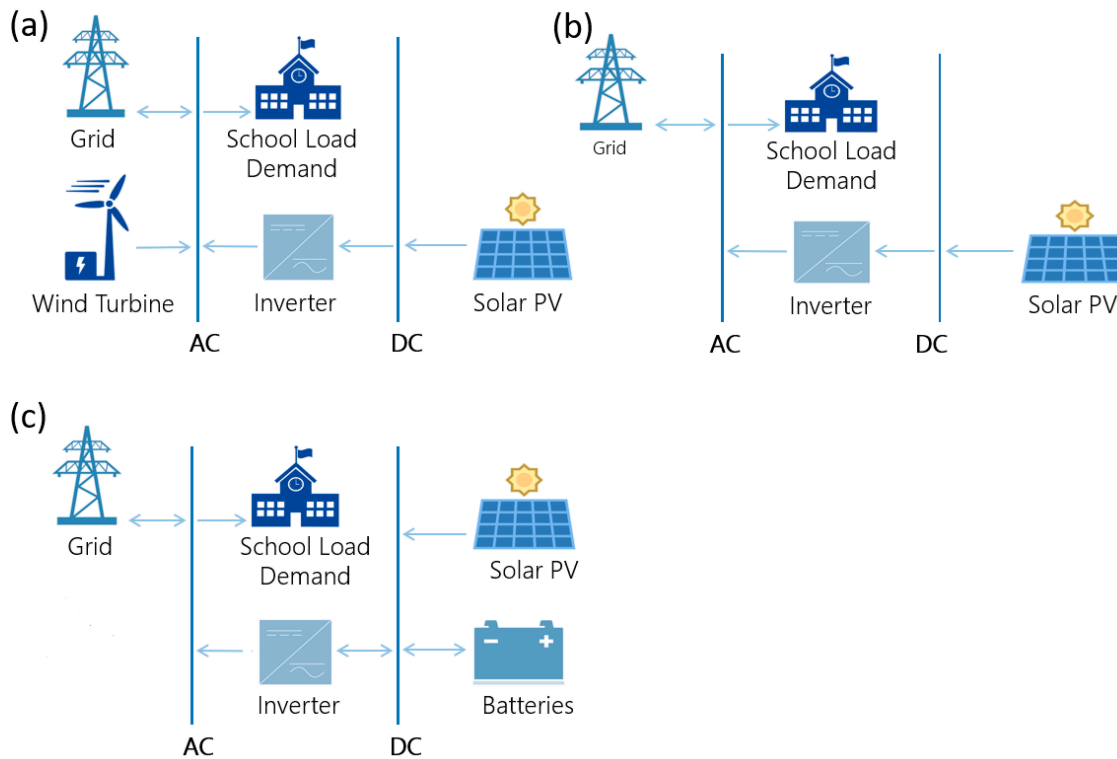 (a)
Grid
School Load
Demand
Wind Turbine
Inverter
Solar PV
AC
DC
(b)
Grid
School Load
Demand
Inverter
Solar PV
AC
DC
(c)
Grid
School Load
Demand
Solar PV
Inverter
Batteries
AC
DC